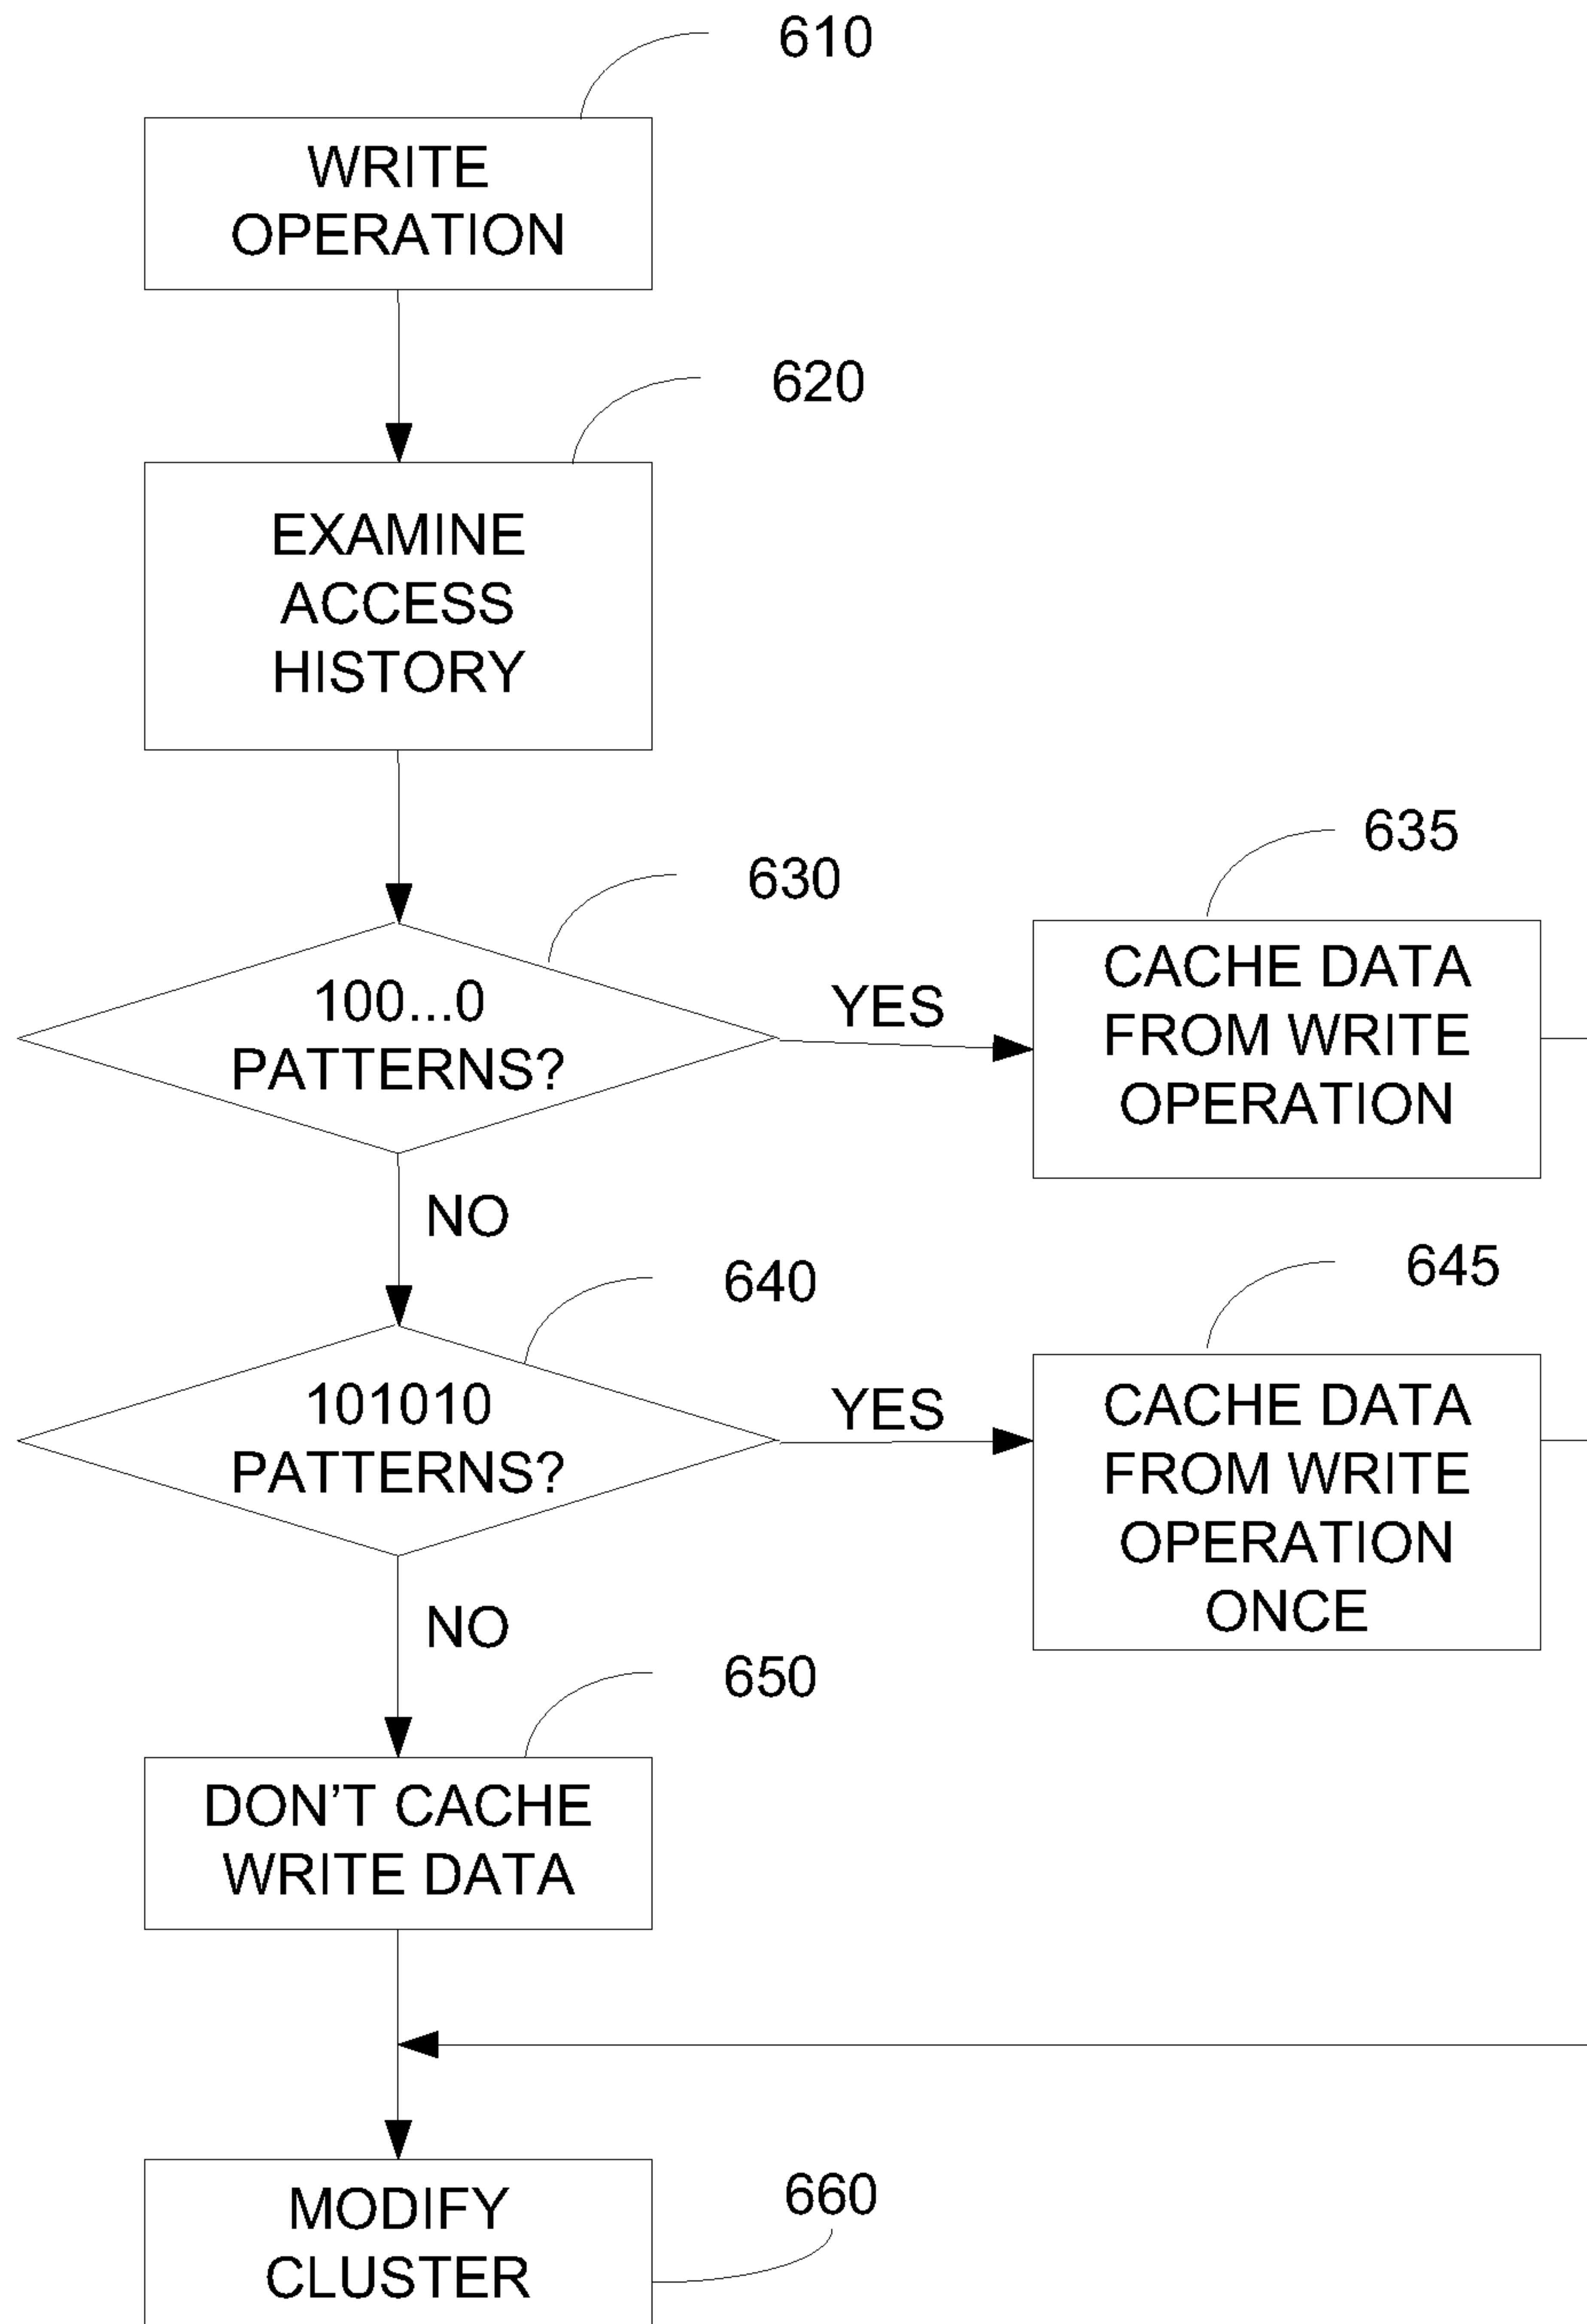 610
WRITE
OPERATION
620
EXAMINE
ACCESS
HISTORY
630
100...0
PATTERNS?
YES
635
CACHE DATA
FROM WRITE
OPERATION
NO
640
101010
PATTERNS?
YES
645
CACHE DATA
FROM WRITE
OPERATION
ONCE
NO
650
DON'T CACHE
WRITE DATA
660
MODIFY
CLUSTER